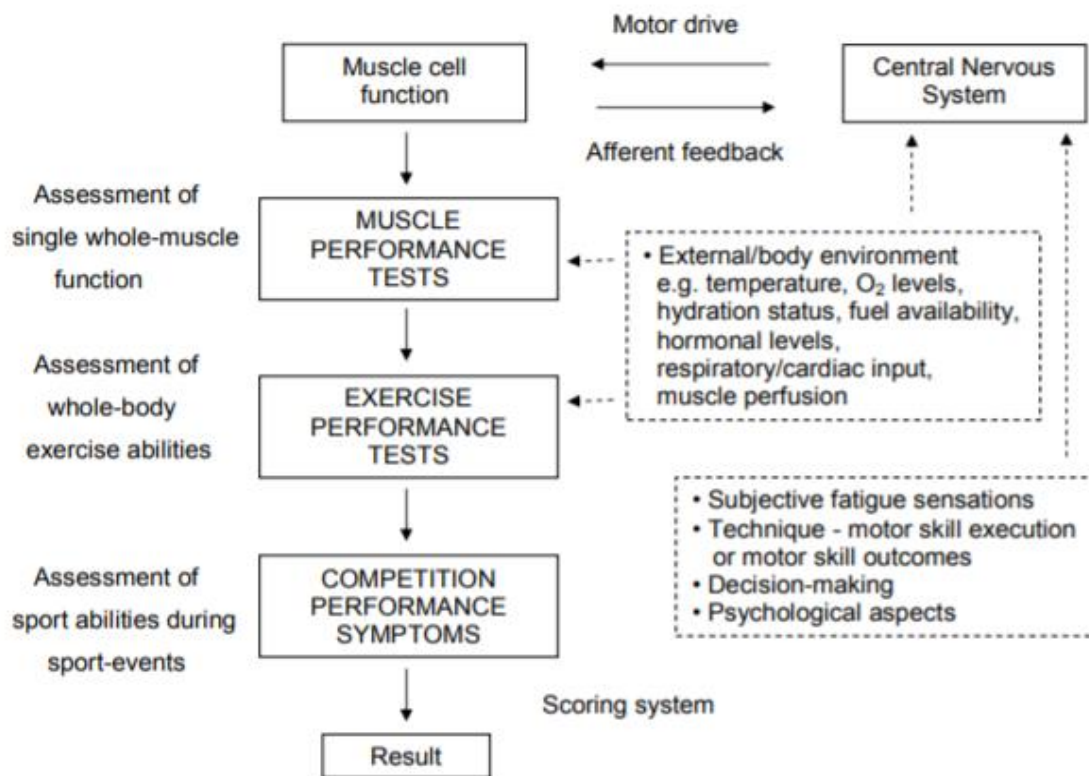 Motor drive
Muscle cell
function
Central Nervous
System
Afferent feedback
Assessment of
single whole-muscle
function
MUSCLE
PERFORMANCE
TESTS
• External/body environment
e.g. temperature, O₂ levels,
hydration status, fuel availability,
hormonal levels,
respiratory/cardiac input,
muscle perfusion
Assessment of
whole-body
exercise abilities
EXERCISE
PERFORMANCE
TESTS
• Subjective fatigue sensations
• Technique - motor skill execution
or motor skill outcomes
• Decision-making
• Psychological aspects
Assessment of
sport abilities during
sport-events
COMPETITION
PERFORMANCE
SYMPTOMS
Scoring system
Result